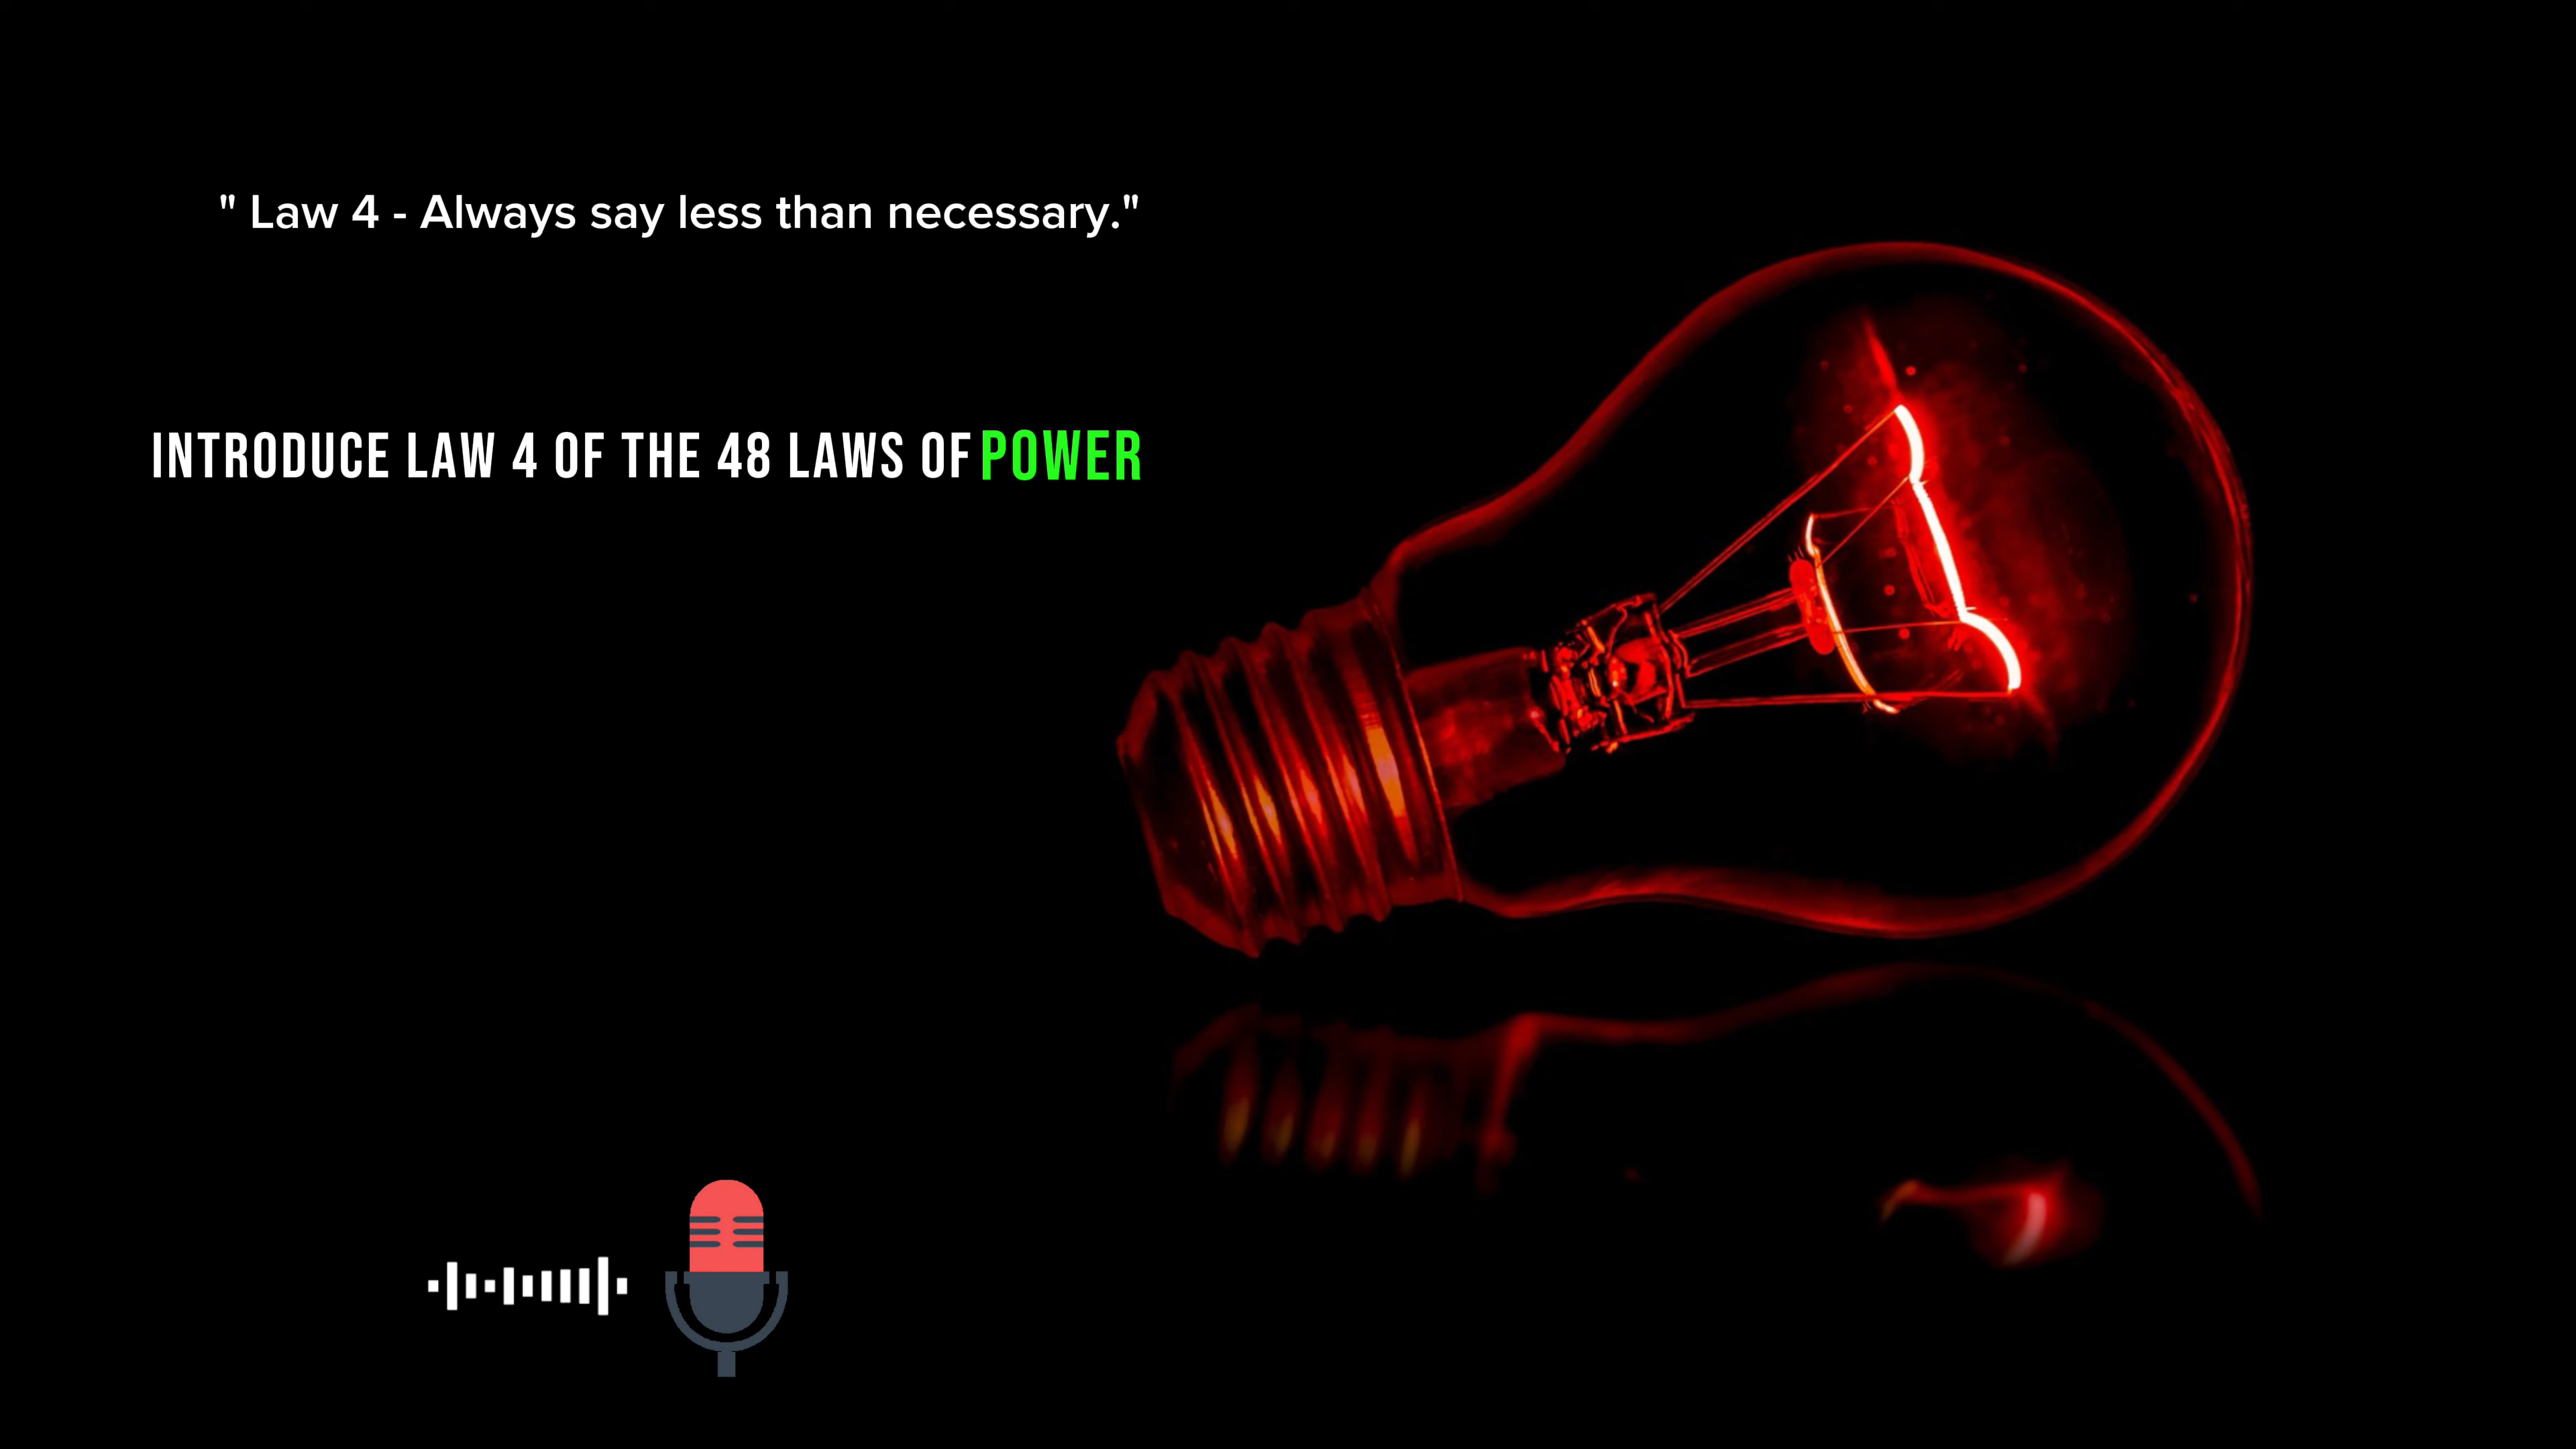 " Law 4 - Always say less than necessary."
INTRODUCE LAW 4 OF THE 48 LAWS OF POWER